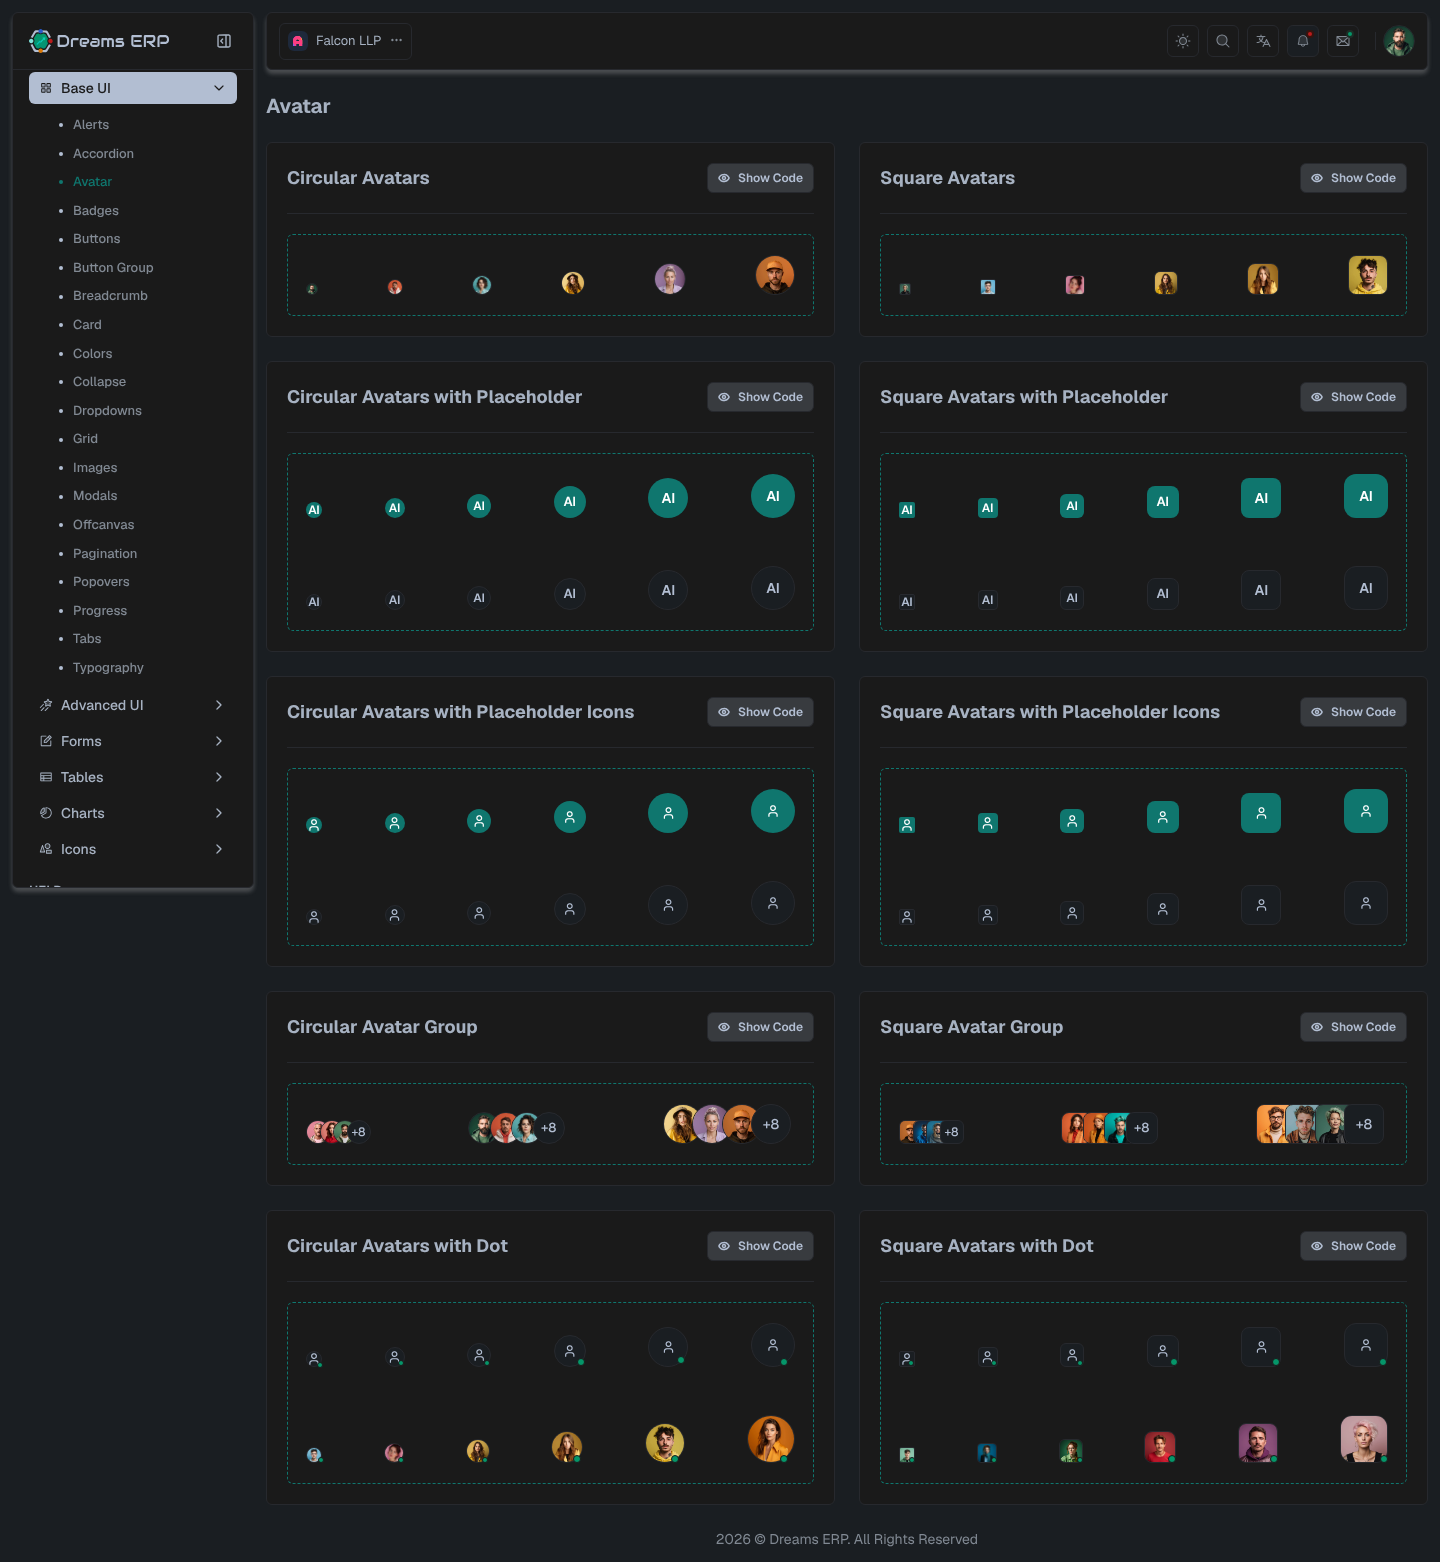 Dreams ERP
Falcon LLP
Base UI
Alerts
Accordion
Avatar
Badges
Buttons
Button Group
Breadcrumb
Card
Colors
Collapse
Dropdowns
Grid
Images
Modals
Offcanvas
Pagination
Popovers
Progress
Tabs
Typography
Advanced UI
Forms
Tables
Charts
Icons
Avatar
Circular Avatars
Show Code
Square Avatars
Show Code
Circular Avatars with Placeholder
Show Code
AI AI AI AI AI AI
AI AI AI AI AI AI
Square Avatars with Placeholder
Show Code
AI AI AI AI AI AI
AI AI AI AI AI AI
Circular Avatars with Placeholder Icons
Show Code
Square Avatars with Placeholder Icons
Show Code
Circular Avatar Group
Show Code
+8 +8 +8
Square Avatar Group
Show Code
+8 +8 +8
Circular Avatars with Dot
Show Code
Square Avatars with Dot
Show Code
2026 © Dreams ERP. All Rights Reserved